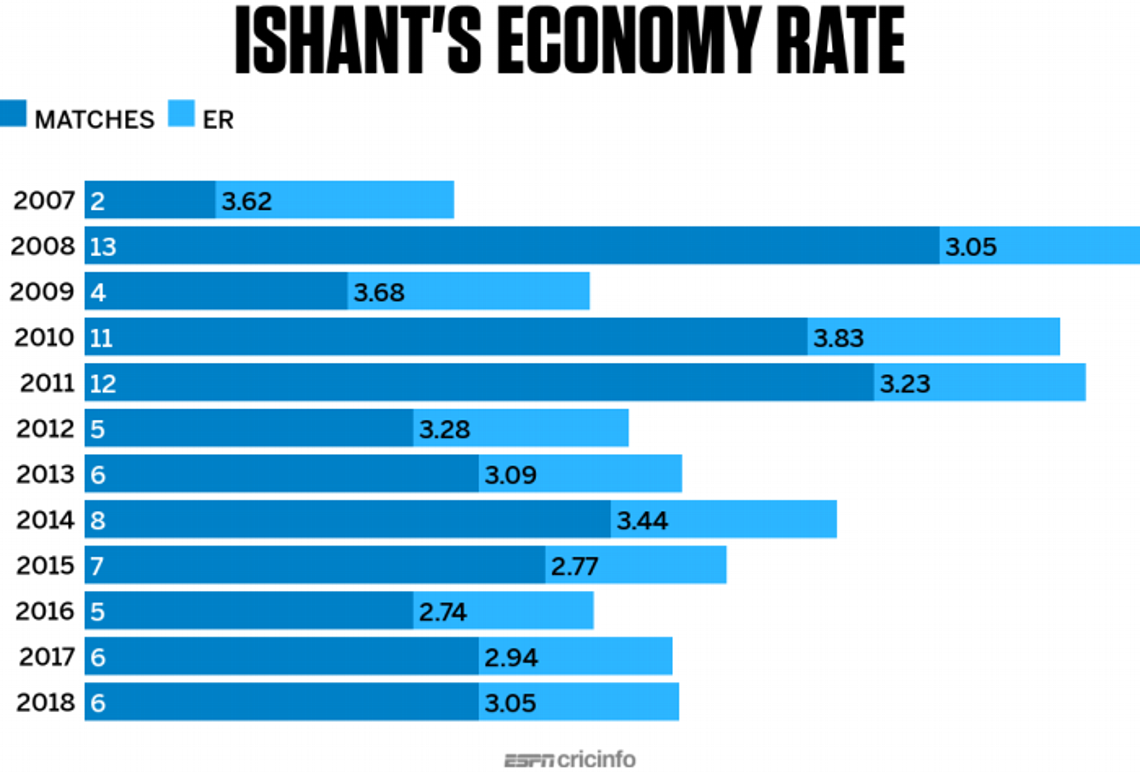 ISHANT'S ECONOMY RATE
MATCHES ER
2007 2 3.62
2008 13 3.05
2009 4 3.68
2010 11 3.83
2011 12 3.23
2012 5 3.28
2013 6 3.09
2014 8 3.44
2015 7 2.77
2016 5 2.74
2017 6 2.94
2018 6 3.05
ESPN cricinfo